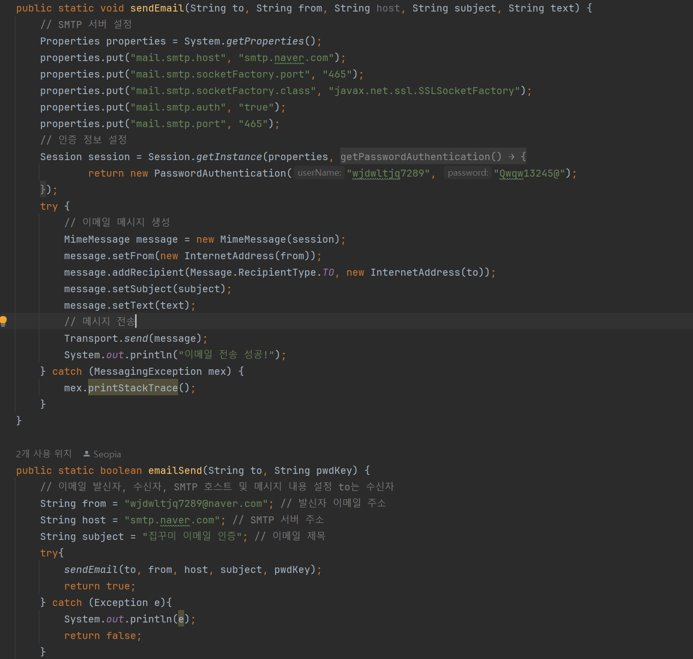 public static void sendEmail(String to, String from, String host, String subject, String text) {
// SMTP 서버 설정
Properties properties = System.getProperties();
properties.put("mail.smtp.host", "smtp.naver.com");
properties.put("mail.smtp.socketFactory.port", "465");
properties.put("mail.smtp.socketFactory.class", "javax.net.ssl.SSLSocketFactory");
properties.put("mail.smtp.auth", "true");
properties.put("mail.smtp.port", "465");
// 인증 정보 설정
Session session = Session.getInstance(properties, getPasswordAuthentication() → {
return new PasswordAuthentication( userName: "wjdwltjq7289", password: "Qwqw13245@");
});
try {
// 이메일 메시지 생성
MimeMessage message = new MimeMessage(session);
message.setFrom(new InternetAddress(from));
message.addRecipient(Message.RecipientType.TO, new InternetAddress(to));
message.setSubject(subject);
message.setText(text);
// 메시지 전송
Transport.send(message);
System.out.println("이메일 전송 성공!");
} catch (MessagingException mex) {
mex.printStackTrace();
}
}
2개 사용 위치 Seopia
public static boolean emailSend(String to, String pwdKey) {
// 이메일 발신자, 수신자, SMTP 호스트 및 메시지 내용 설정 to는 수신자
String from = "wjdwltjq7289@naver.com"; // 발신자 이메일 주소
String host = "smtp.naver.com"; // SMTP 서버 주소
String subject = "집꾸미 이메일 인증"; // 이메일 제목
try{
sendEmail(to, from, host, subject, pwdKey);
return true;
} catch (Exception e){
System.out.println(e);
return false;
}